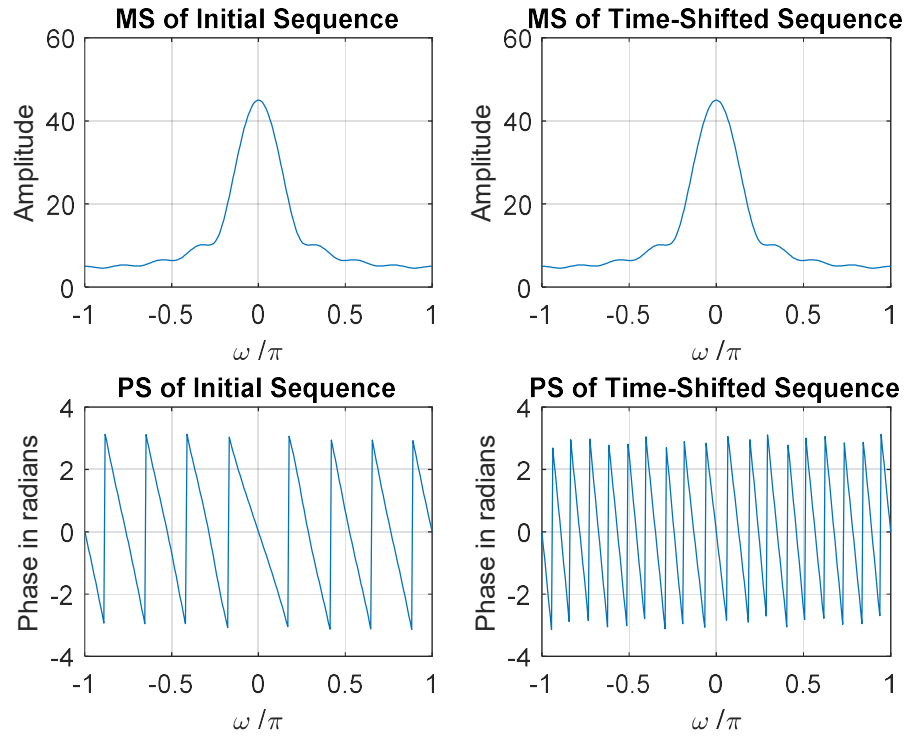 MS of Initial Sequence
60
40
20
0
Amplitude
-1 -0.5 0 0.5 1
ω /π
MS of Time-Shifted Sequence
60
40
20
0
Amplitude
-1 -0.5 0 0.5 1
ω /π
PS of Initial Sequence
4
2
0
-2
-4
Phase in radians
-1 -0.5 0 0.5 1
ω /π
PS of Time-Shifted Sequence
4
2
0
-2
-4
Phase in radians
-1 -0.5 0 0.5 1
ω /π